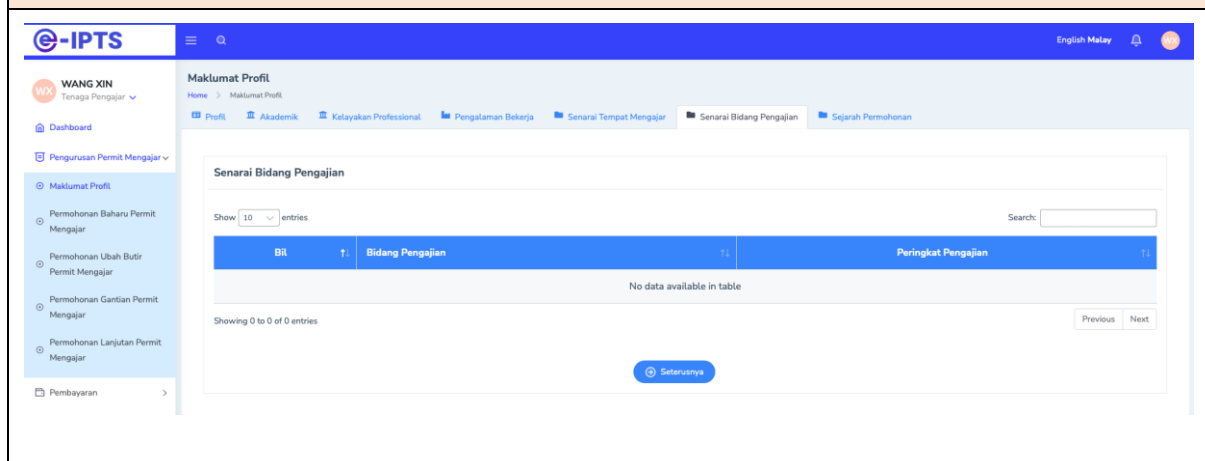 e-IPTS
English Malay
WX
WX
WANG XIN
Tenaga Pengajar
Dashboard
Pengurusan Permit Mengajar
Maklumat Profil
Permohonan Baharu Permit
Mengajar
Permohonan Ubah Butir
Permit Mengajar
Permohonan Gantian Permit
Mengajar
Permohonan Lanjutan Permit
Mengajar
Pembayaran
Maklumat Profil
Home > Maklumat Profil
Profil Akademik Kelayakan Professional Pengalaman Bekerja Senarai Tempat Mengajar Senarai Bidang Pengajian Sejarah Permohonan
Senarai Bidang Pengajian
Show 10 entries Search:
Bil Bidang Pengajian Peringkat Pengajian
No data available in table
Showing 0 to 0 of 0 entries Previous Next
Seterusnya